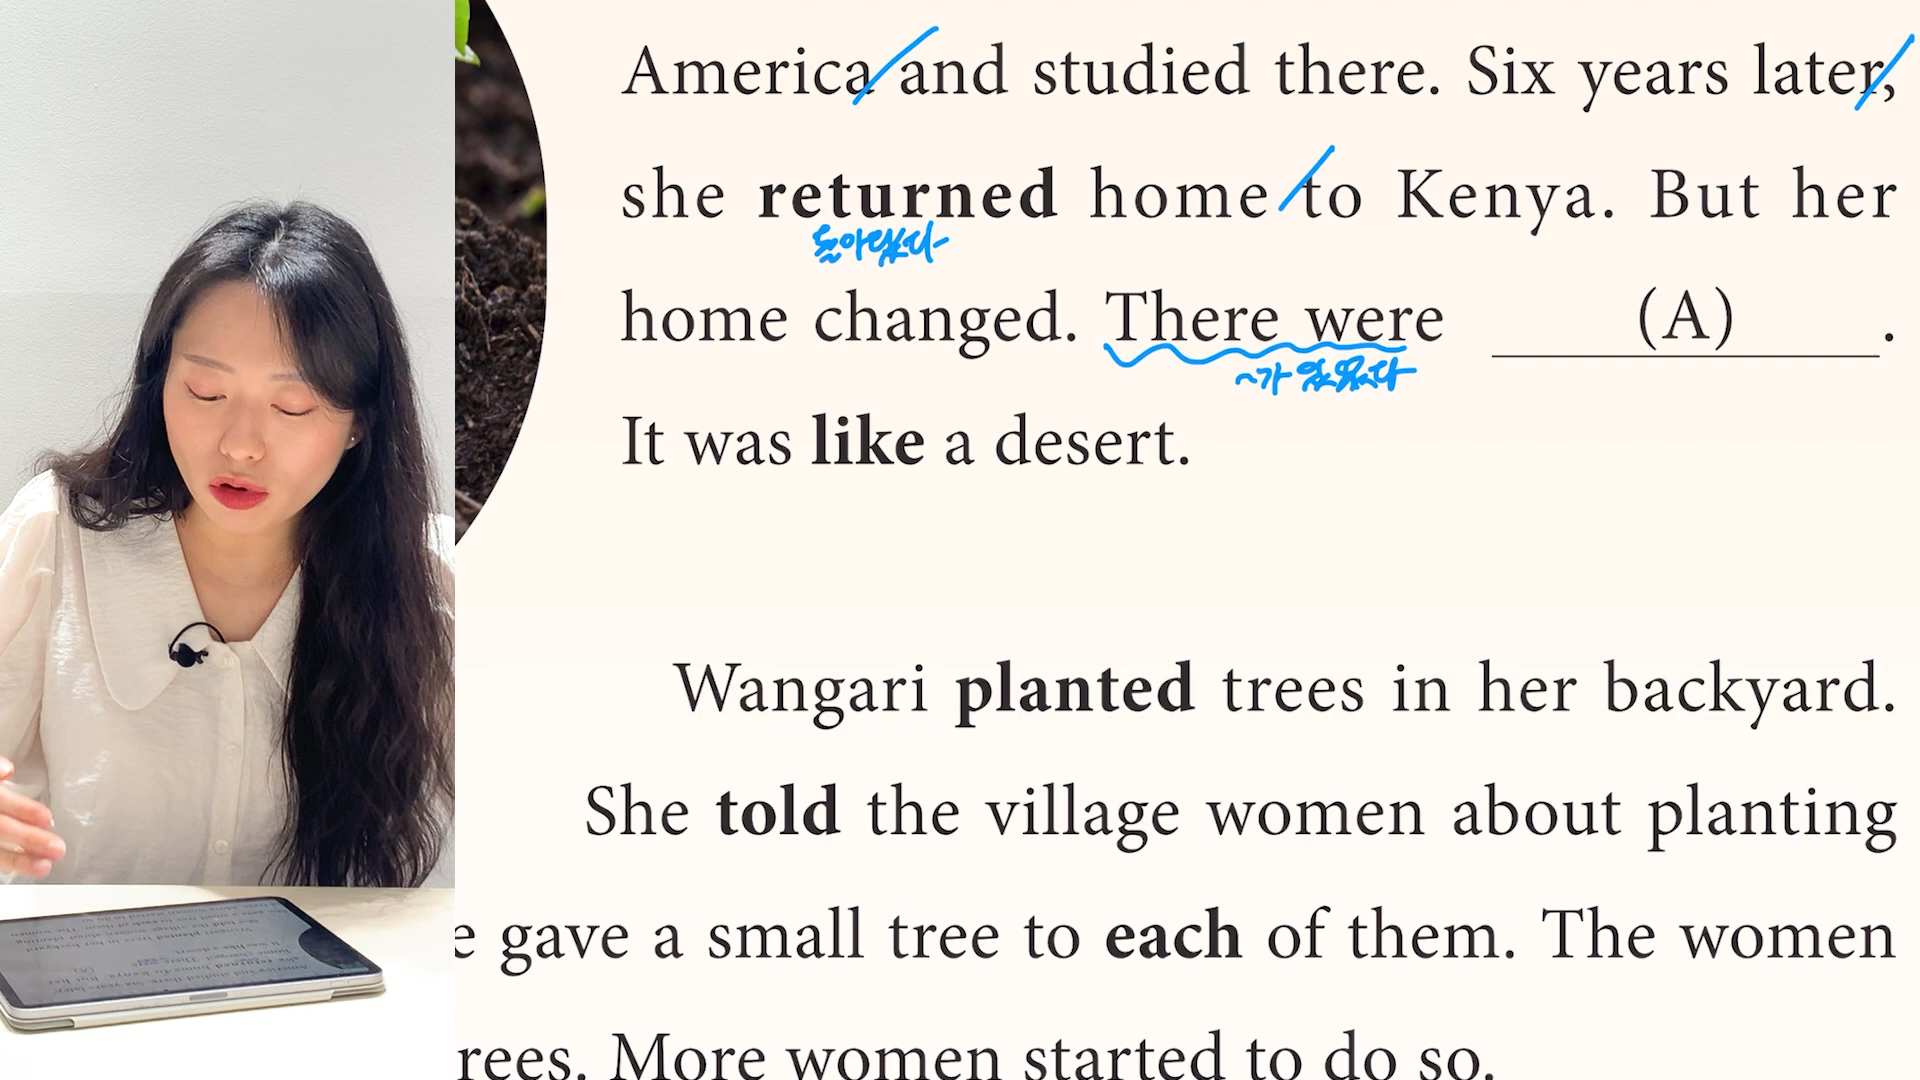 America and studied there. Six years later,
she returned home to Kenya. But her
돌아왔다
home changed. There were (A) .
~가 있었다
It was like a desert.
Wangari planted trees in her backyard.
She told the village women about planting
e gave a small tree to each of them. The women
rees. More women started to do so.